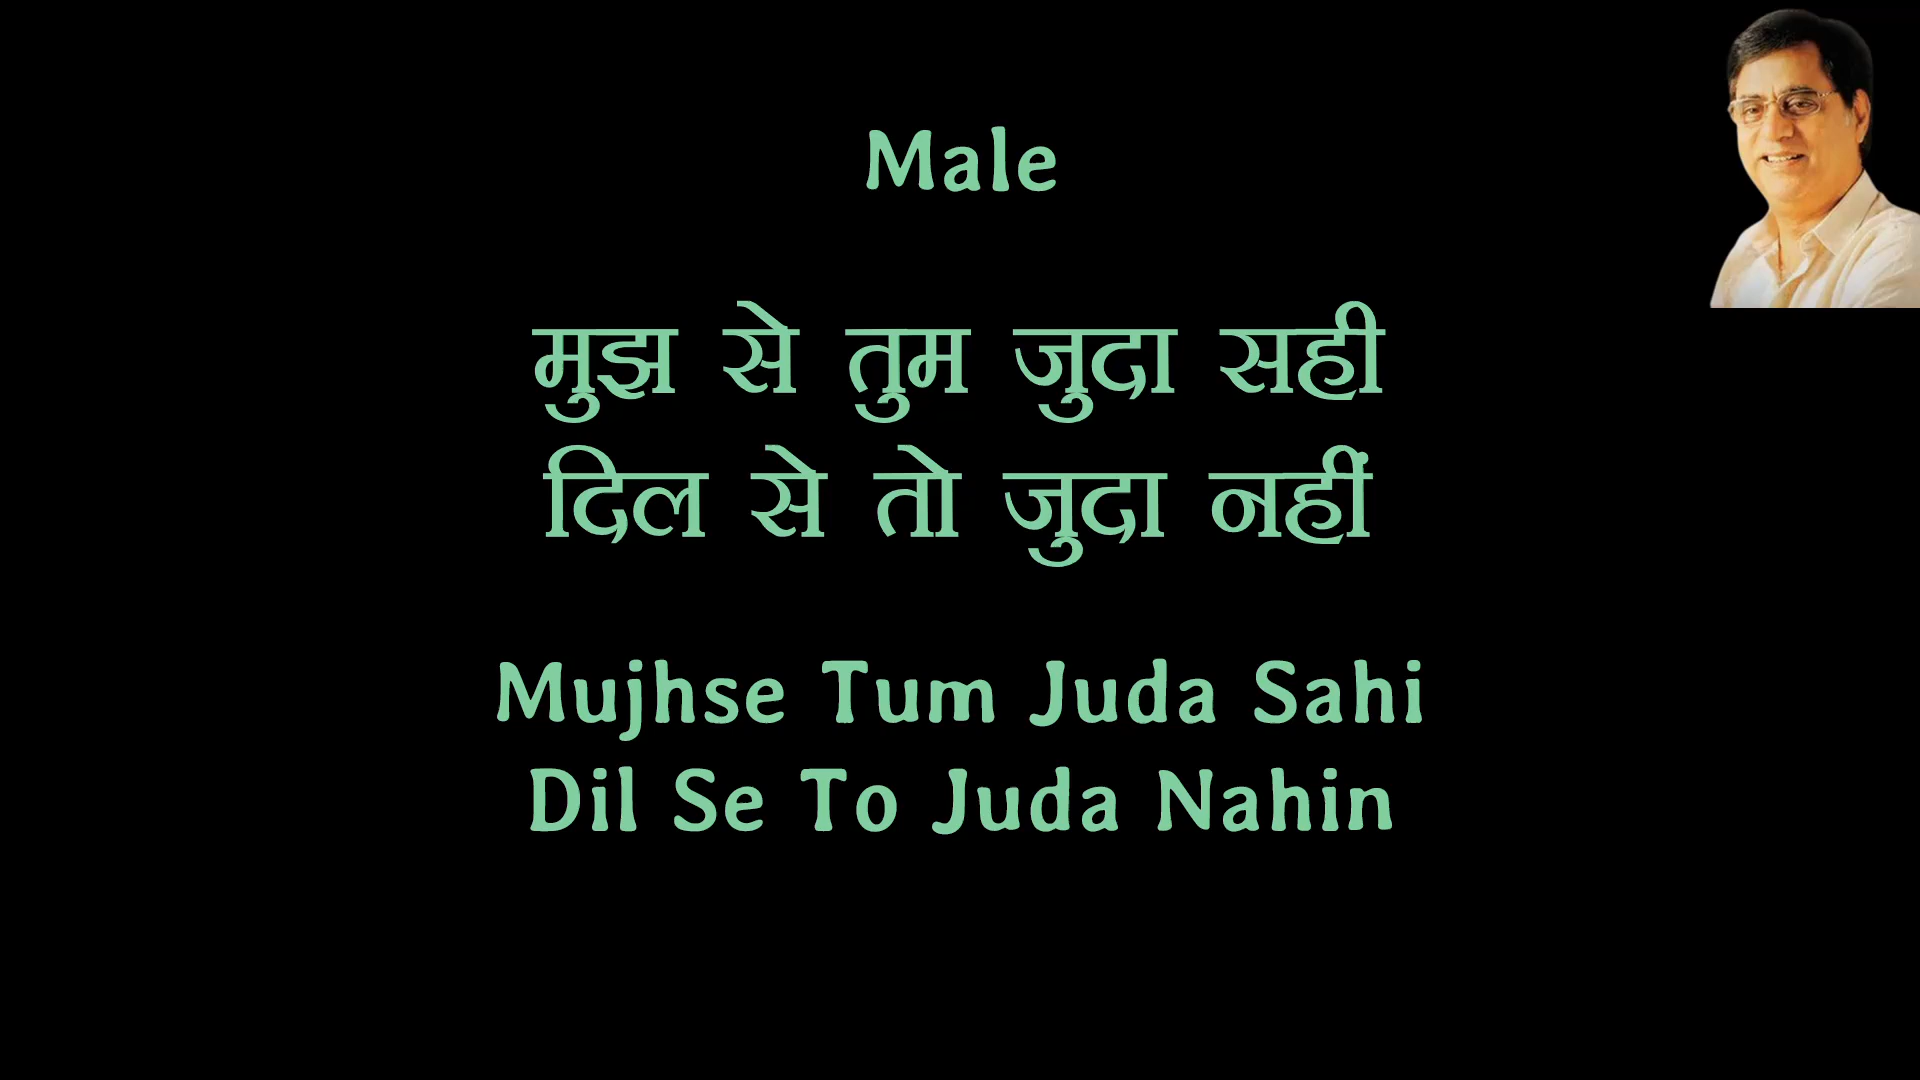 Male
मुझ से तुम जुदा सही
दिल से तो जुदा नहीं
Mujhse Tum Juda Sahi
Dil Se To Juda Nahin